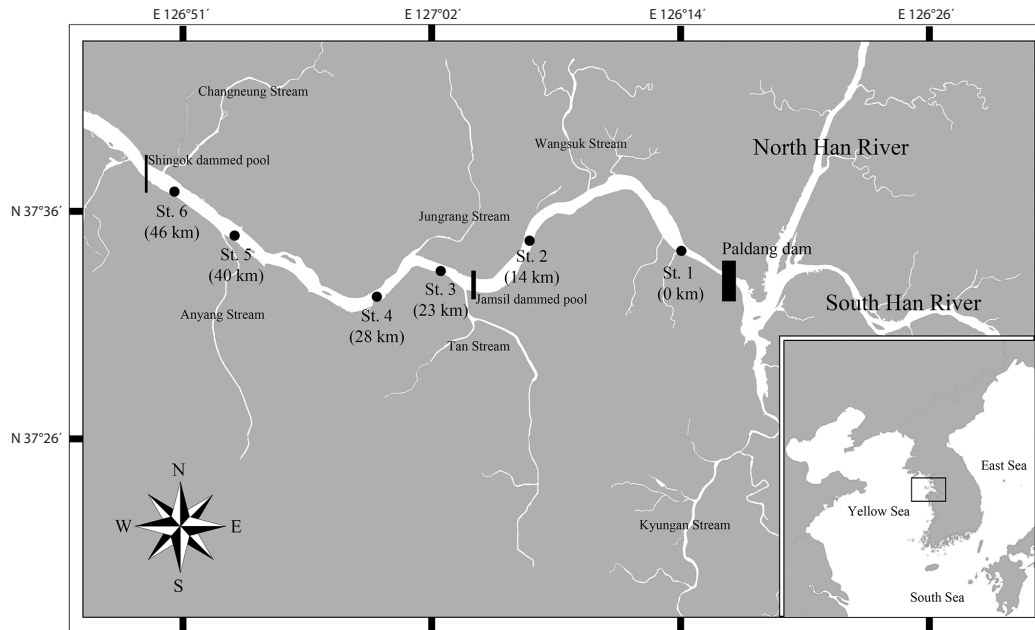 E 126°51′
E 127°02′
E 126°14′
E 126°26′
Changneung Stream
Shingok dammed pool
Wangsuk Stream
North Han River
N 37°36′
St. 6
(46 km)
Jungrang Stream
St. 5
(40 km)
St. 2
(14 km)
Paldang dam
St. 1
(0 km)
St. 3
(23 km)
Jamsil dammed pool
South Han River
Anyang Stream
St. 4
(28 km)
Tan Stream
N 37°26′
N
W
E
S
Kyungan Stream
East Sea
Yellow Sea
South Sea